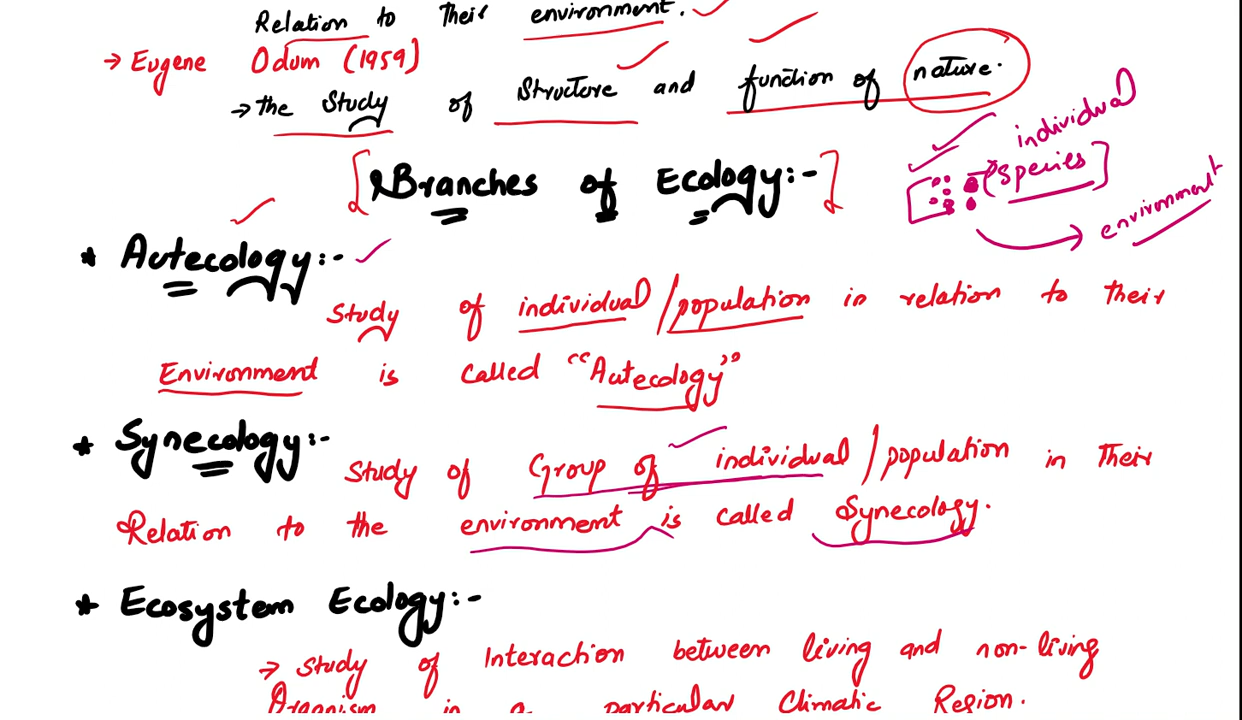 Relation to Their environment.
→ Eugene Odum (1959)
→ the Study of Structure and function of nature.
individual
[Branches of Ecology:-]
(Species]
environment
* Autecology:-
Study of individual/population in relation to Their
Environment is called "Autecology"
* Synecology:-
Study of Group of individual/population in Their
Relation to the environment is called Synecology.
* Ecosystem Ecology:-
→ Study of Interaction between living and non-living
Organism in a particular Climatic Region.